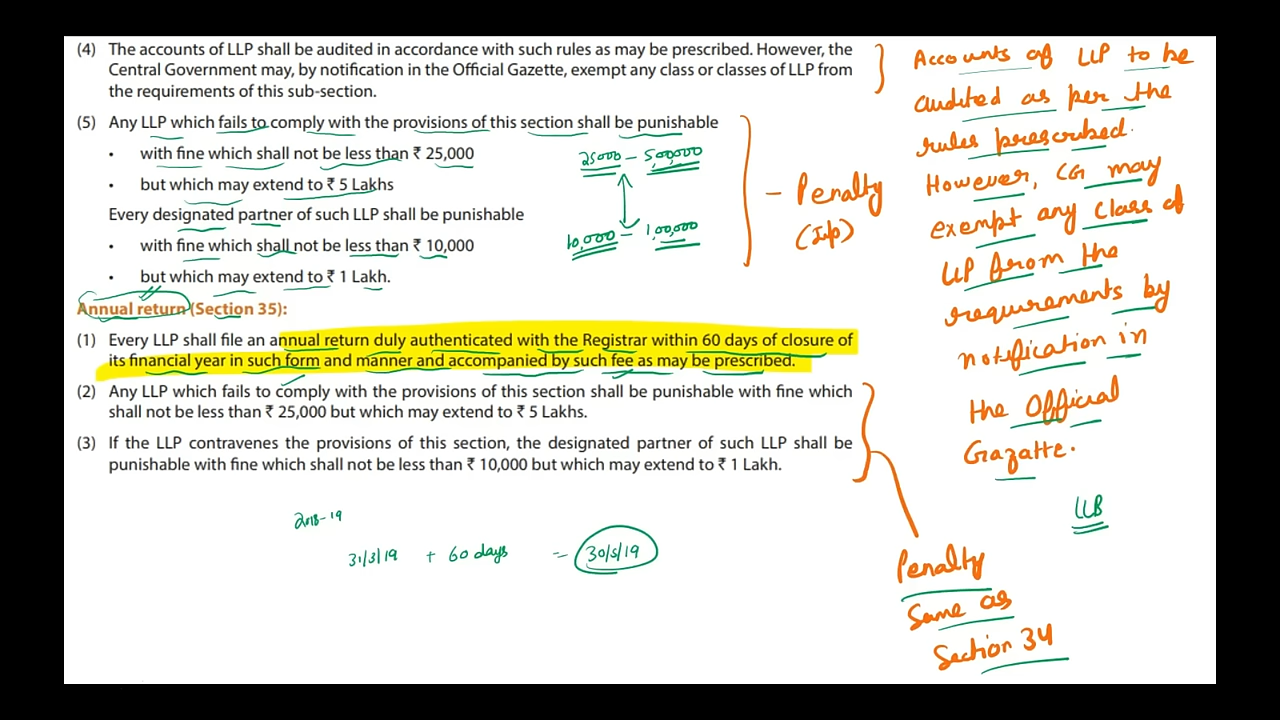 (4) The accounts of LLP shall be audited in accordance with such rules as may be prescribed. However, the
Central Government may, by notification in the Official Gazette, exempt any class or classes of LLP from
the requirements of this sub-section.
(5) Any LLP which fails to comply with the provisions of this section shall be punishable
• with fine which shall not be less than ₹ 25,000
• but which may extend to ₹ 5 Lakhs
Every designated partner of such LLP shall be punishable
• with fine which shall not be less than ₹ 10,000
• but which may extend to ₹ 1 Lakh.
25000 – 5,00,000
10,000 – 1,00,000
– Penalty
(Imp)
Accounts of LLP to be
audited as per the
rules prescribed.
However, CG may
exempt any class of
LLP from the
requirements by
notification in
the Official
Gazatte.
Annual return (Section 35):
(1) Every LLP shall file an annual return duly authenticated with the Registrar within 60 days of closure of
its financial year in such form and manner and accompanied by such fee as may be prescribed.
(2) Any LLP which fails to comply with the provisions of this section shall be punishable with fine which
shall not be less than ₹ 25,000 but which may extend to ₹ 5 Lakhs.
(3) If the LLP contravenes the provisions of this section, the designated partner of such LLP shall be
punishable with fine which shall not be less than ₹ 10,000 but which may extend to ₹ 1 Lakh.
2018-19
31/3/19 + 60 days = 30/5/19
LLB
Penalty
Same as
Section 34